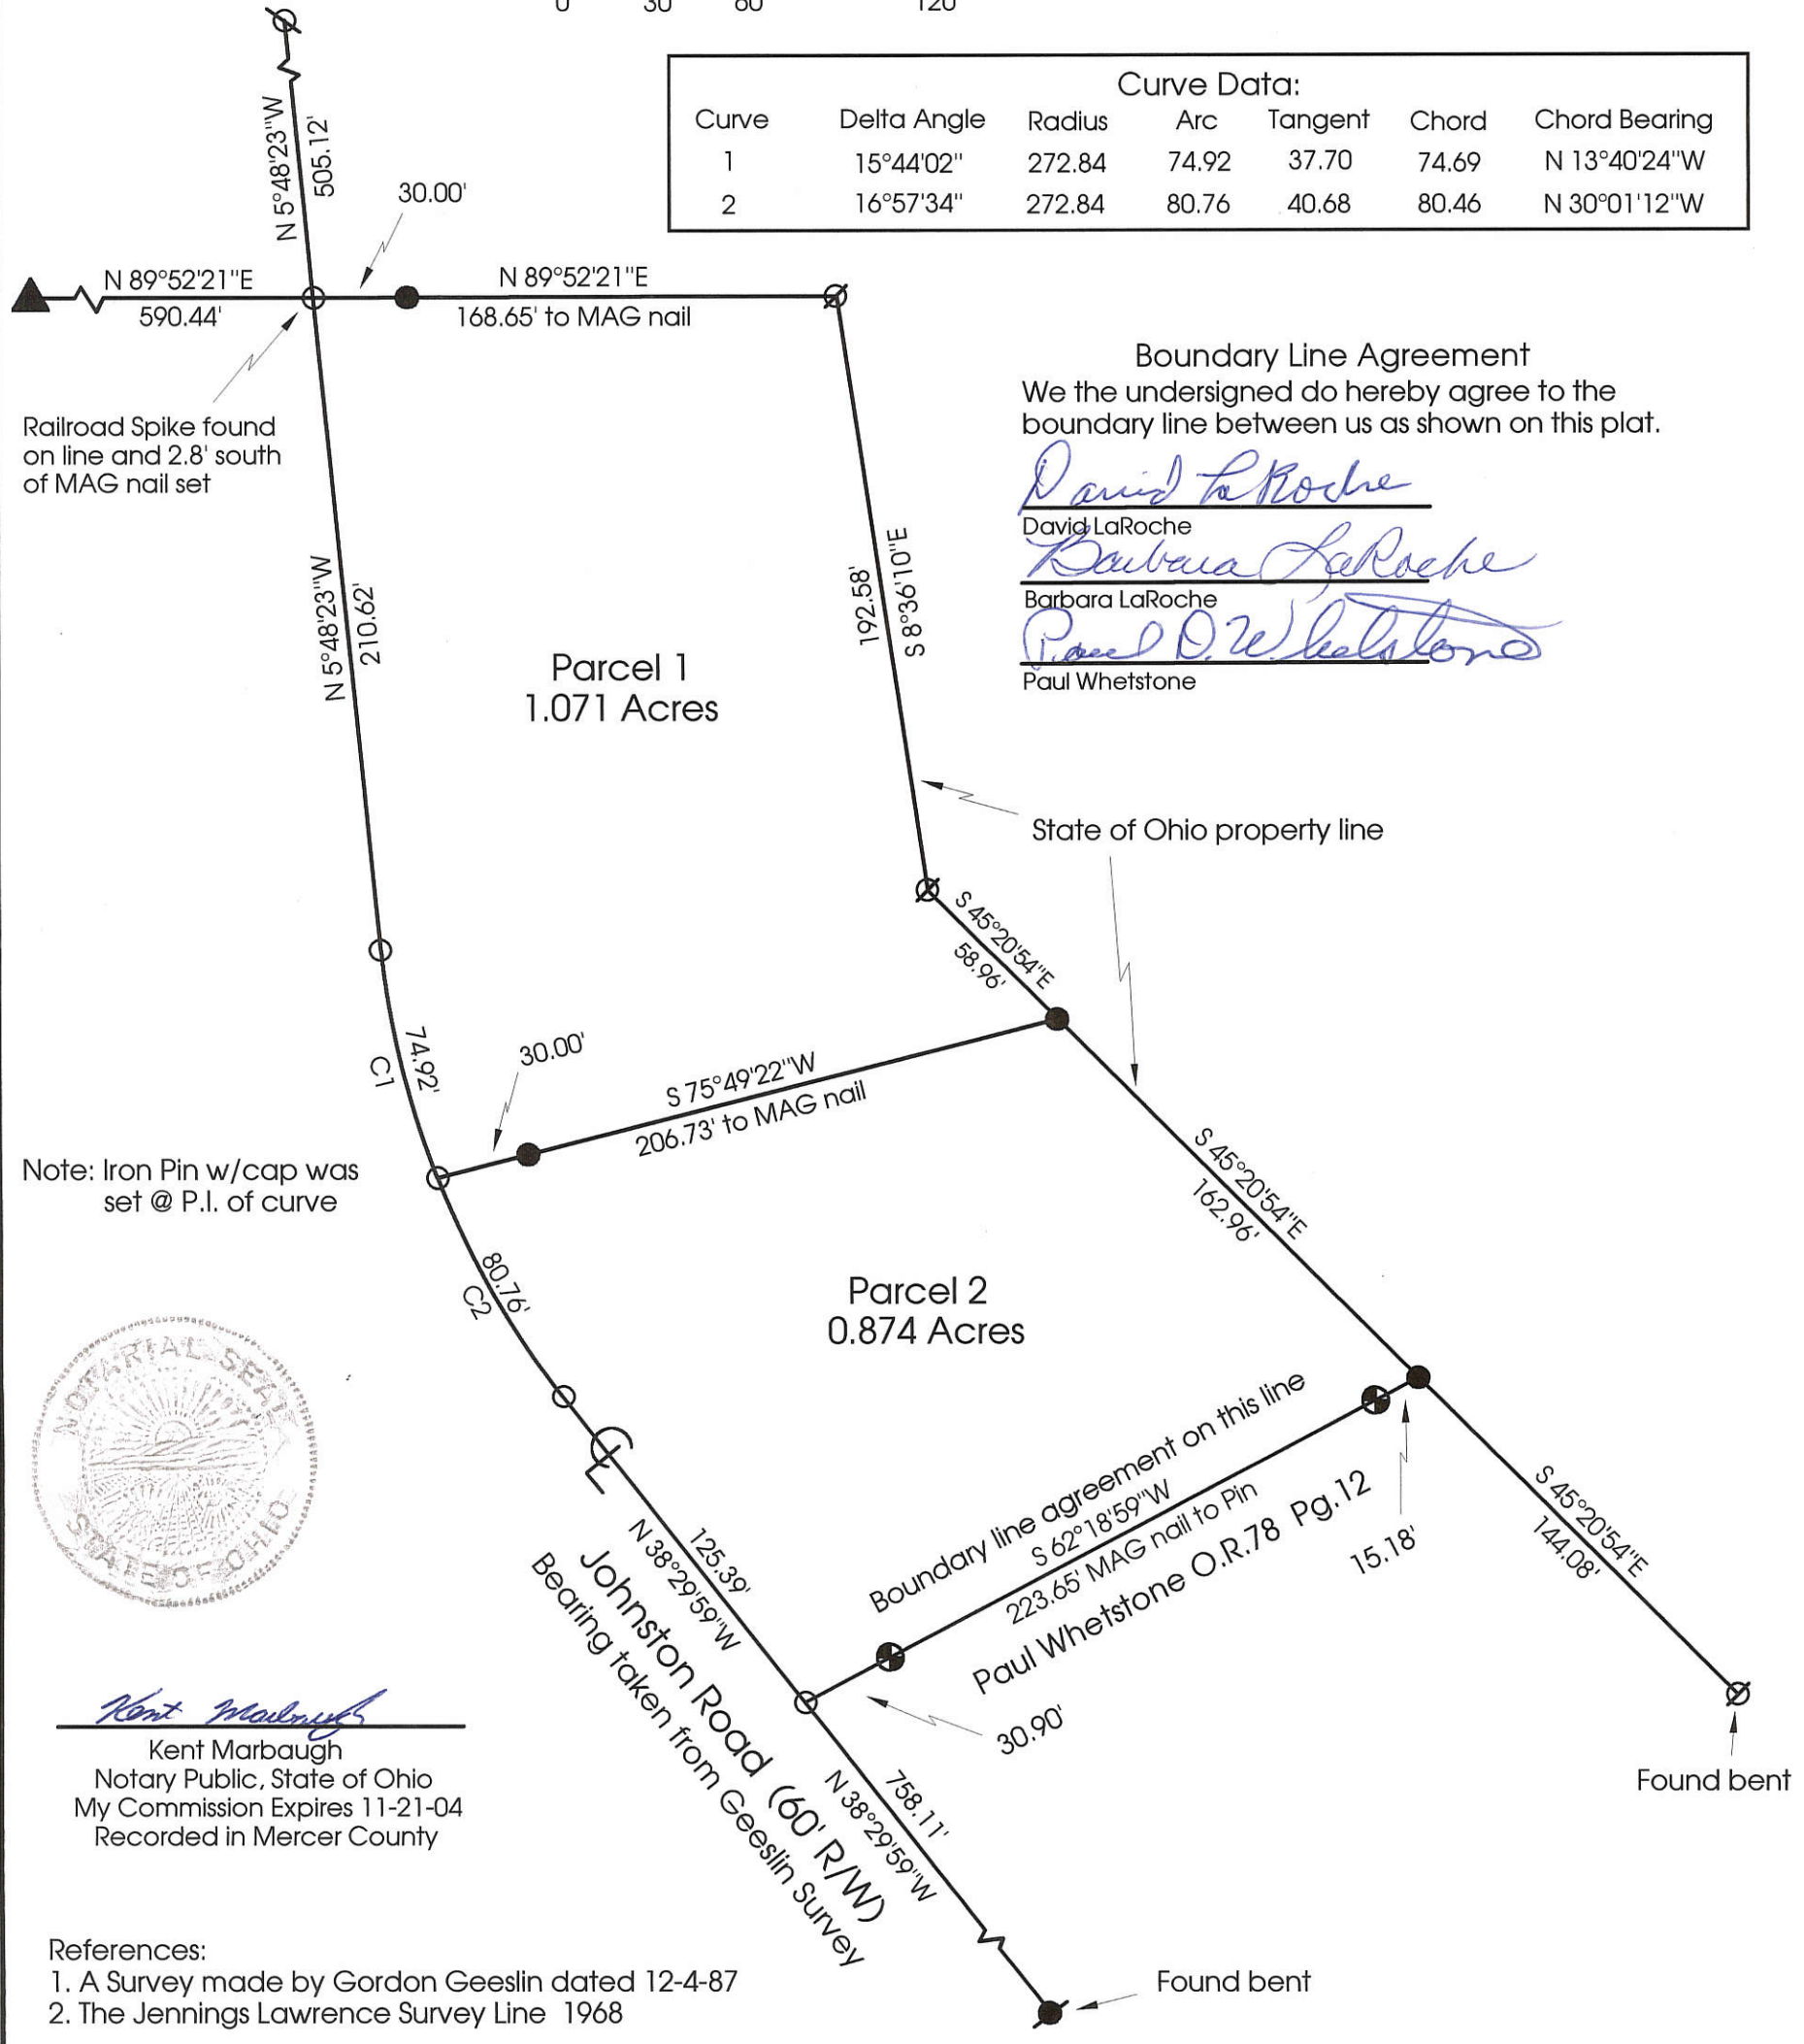 0 30 60 120
Curve Data:
Curve Delta Angle Radius Arc Tangent Chord Chord Bearing
1 15°44'02" 272.84 74.92 37.70 74.69 N 13°40'24"W
2 16°57'34" 272.84 80.76 40.68 80.46 N 30°01'12"W
N 5°48'23"W
505.12'
30.00'
N 89°52'21"E
590.44'
N 89°52'21"E
168.65' to MAG nail
Railroad Spike found
on line and 2.8' south
of MAG nail set
Boundary Line Agreement
We the undersigned do hereby agree to the
boundary line between us as shown on this plat.
David LaRoche
David LaRoche
Barbara LaRoche
Barbara LaRoche
Paul D. Whetstone
Paul Whetstone
N 5°48'23"W
210.62'
192.58'
S 8°36'10"E
Parcel 1
1.071 Acres
State of Ohio property line
S 45°20'54"E
58.96'
74.92'
C1
30.00'
S 75°49'22"W
206.73' to MAG nail
Note: Iron Pin w/cap was
set @ P.I. of curve
S 45°20'54"E
162.96'
80.76'
C2
Parcel 2
0.874 Acres
NOTARIAL SEAL
STATE OF OHIO
CL
Boundary line agreement on this line
S 62°18'59"W
223.65' MAG nail to Pin
Paul Whetstone O.R.78 Pg.12
15.18'
S 45°20'54"E
144.08'
125.39'
N 38°29'59"W
Johnston Road (60' R/W)
Bearing taken from Geeslin Survey
30.90'
758.11'
N 38°29'59"W
Found bent
Kent Marbaugh
Kent Marbaugh
Notary Public, State of Ohio
My Commission Expires 11-21-04
Recorded in Mercer County
Found bent
References:
1. A Survey made by Gordon Geeslin dated 12-4-87
2. The Jennings Lawrence Survey Line 1968